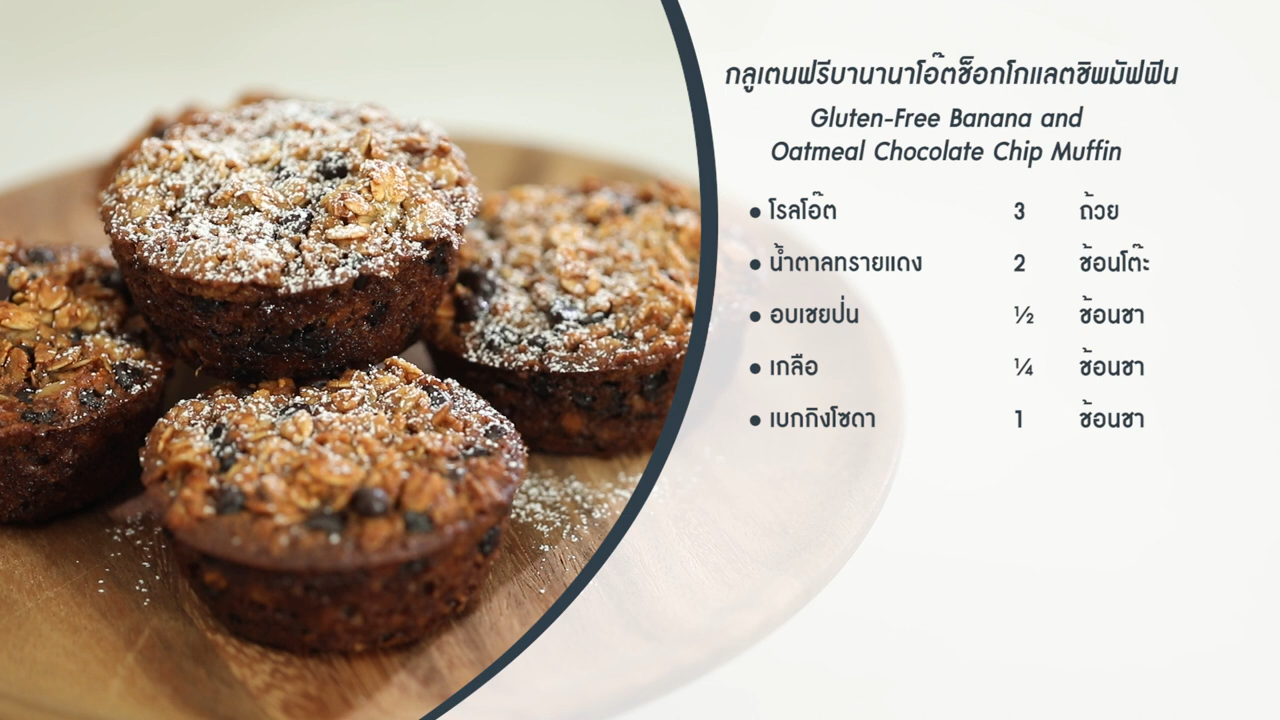 กลูเตนฟรีบานานาโอ๊ตช็อกโกแลตชิพมัฟฟิน
Gluten-Free Banana and
Oatmeal Chocolate Chip Muffin
• โรลโอ๊ต 3 ถ้วย
• น้ำตาลทรายแดง 2 ช้อนโต๊ะ
• อบเชยป่น ½ ช้อนชา
• เกลือ ¼ ช้อนชา
• เบกกิงโซดา 1 ช้อนชา